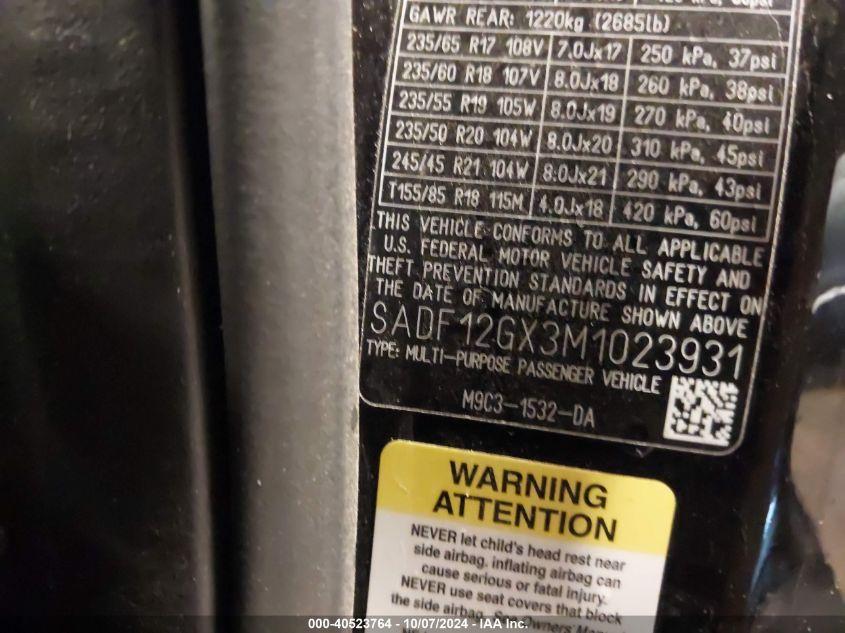 GAWR REAR: 1220kg (2685lb)
235/65 R17 108V 7.0Jx17 250 kPa, 37psi
235/60 R18 107V 8.0Jx18 260 kPa, 38psi
235/55 R19 105W 8.0Jx19 270 kPa, 40psi
235/50 R20 104W 8.0Jx20 310 kPa, 45psi
245/45 R21 104W 8.0Jx21 290 kPa, 43psi
T155/85 R18 115M 4.0Jx18 420 kPa, 60psi
THIS VEHICLE CONFORMS TO ALL APPLICABLE
U.S. FEDERAL MOTOR VEHICLE SAFETY AND
THEFT PREVENTION STANDARDS IN EFFECT ON
THE DATE OF MANUFACTURE SHOWN ABOVE
SADF12GX3M1023931
TYPE: MULTI-PURPOSE PASSENGER VEHICLE
M9C3-1532-DA
WARNING
ATTENTION
NEVER let child's head rest near
side airbag. inflating airbag can
cause serious or fatal injury.
NEVER use seat covers that block
the side airbag. See Owners' Man
000-40523764 - 10/07/2024 - IAA Inc.